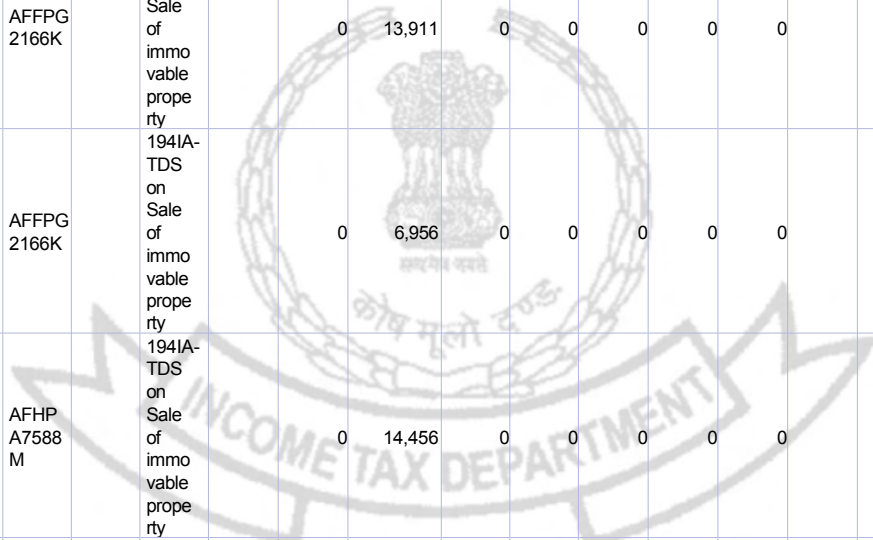 AFFPG
2166K
Sale
of
immo
vable
prope
rty
0 13,911 0 0 0 0 0
AFFPG
2166K
194IA-
TDS
on
Sale
of
immo
vable
prope
rty
0 6,956 0 0 0 0 0
AFHP
A7588
M
194IA-
TDS
on
Sale
of
immo
vable
prope
rty
0 14,456 0 0 0 0 0
सत्यमेव जयते
कोष मूलो दण्डः
INCOME TAX DEPARTMENT